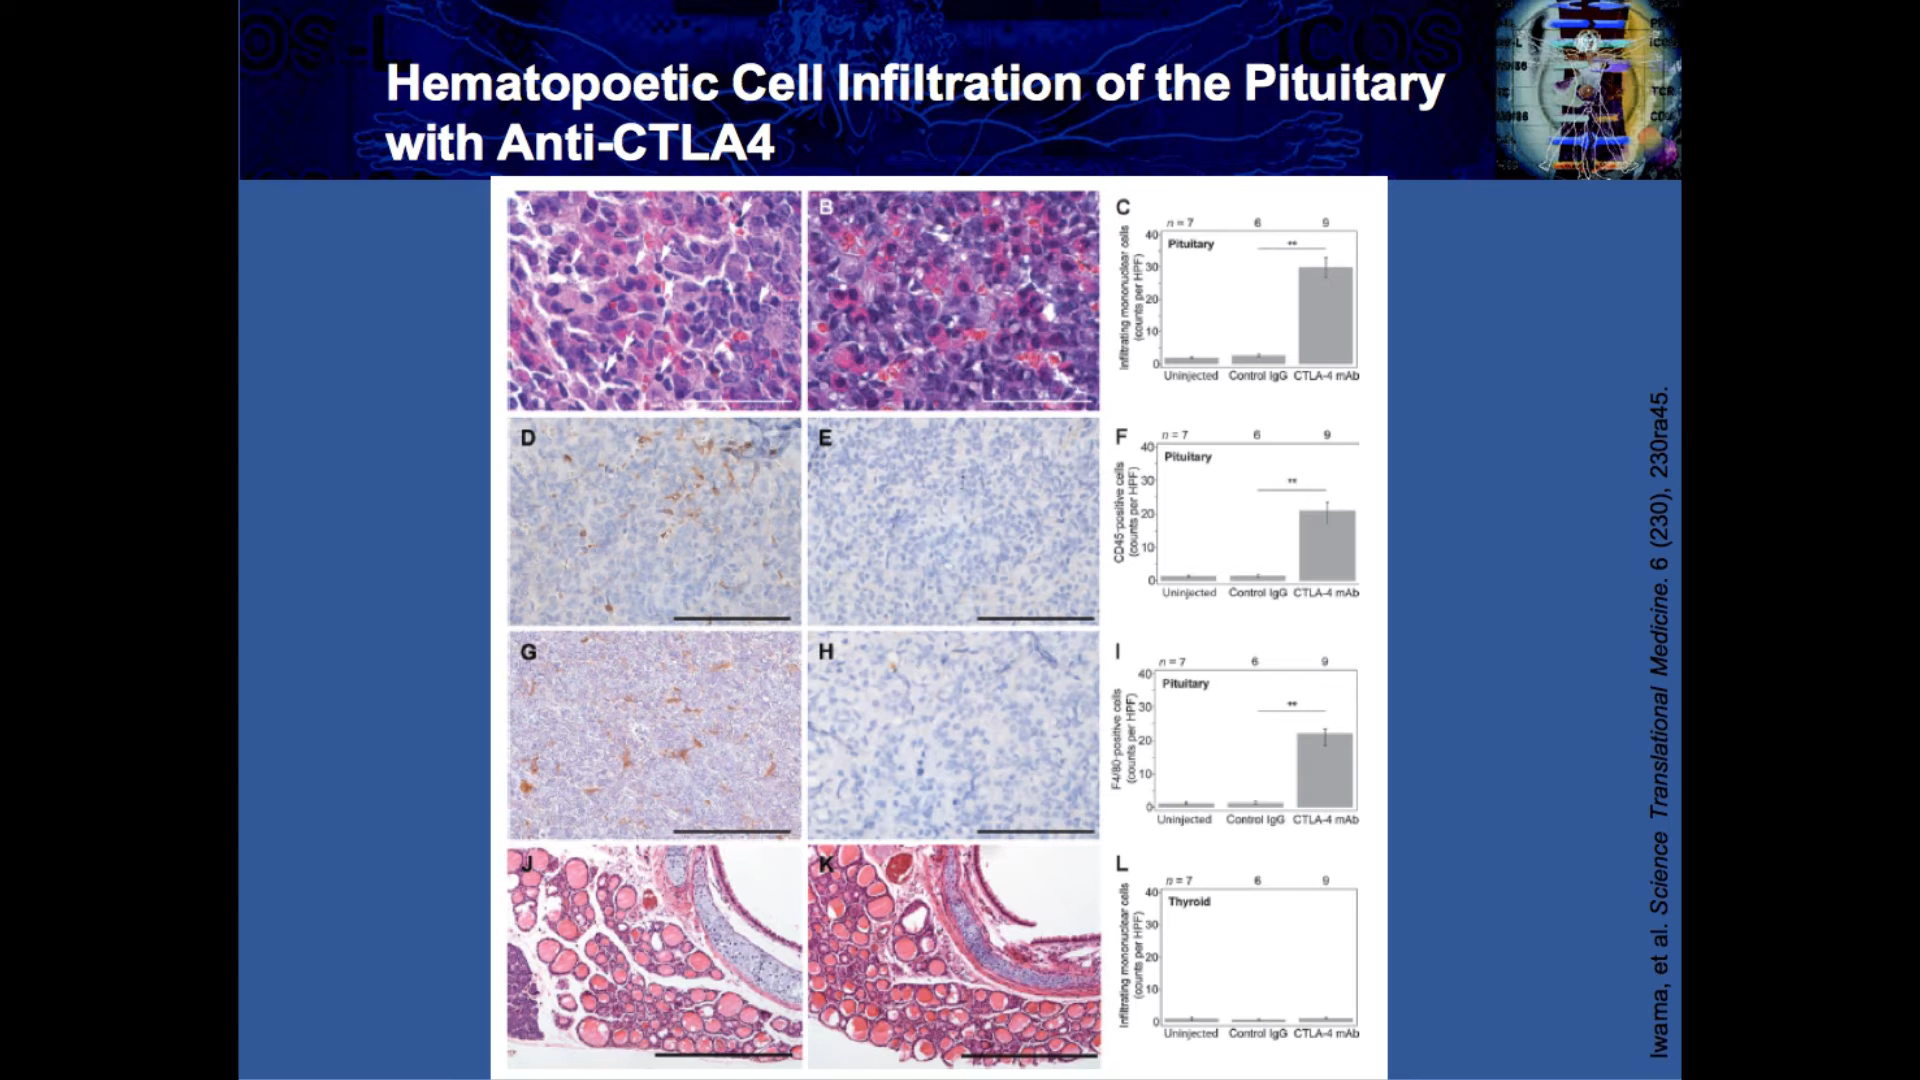 Hematopoetic Cell Infiltration of the Pituitary
with Anti-CTLA4
OS-L
ICOS
A
B
C
n = 7 6 9
Pituitary
**
Infiltrating mononuclear cells
(counts per HPF)
40
30
20
10
0
Uninjected Control IgG CTLA-4 mAb
D
E
F
n = 7 6 9
Pituitary
**
CD45-positive cells
(counts per HPF)
40
30
20
10
0
Uninjected Control IgG CTLA-4 mAb
G
H
I
n = 7 6 9
Pituitary
**
F4/80-positive cells
(counts per HPF)
40
30
20
10
0
Uninjected Control IgG CTLA-4 mAb
J
K
L
n = 7 6 9
Thyroid
Infiltrating mononuclear cells
(counts per HPF)
40
30
20
10
0
Uninjected Control IgG CTLA-4 mAb
Iwama, et al. Science Translational Medicine. 6 (230), 230ra45.